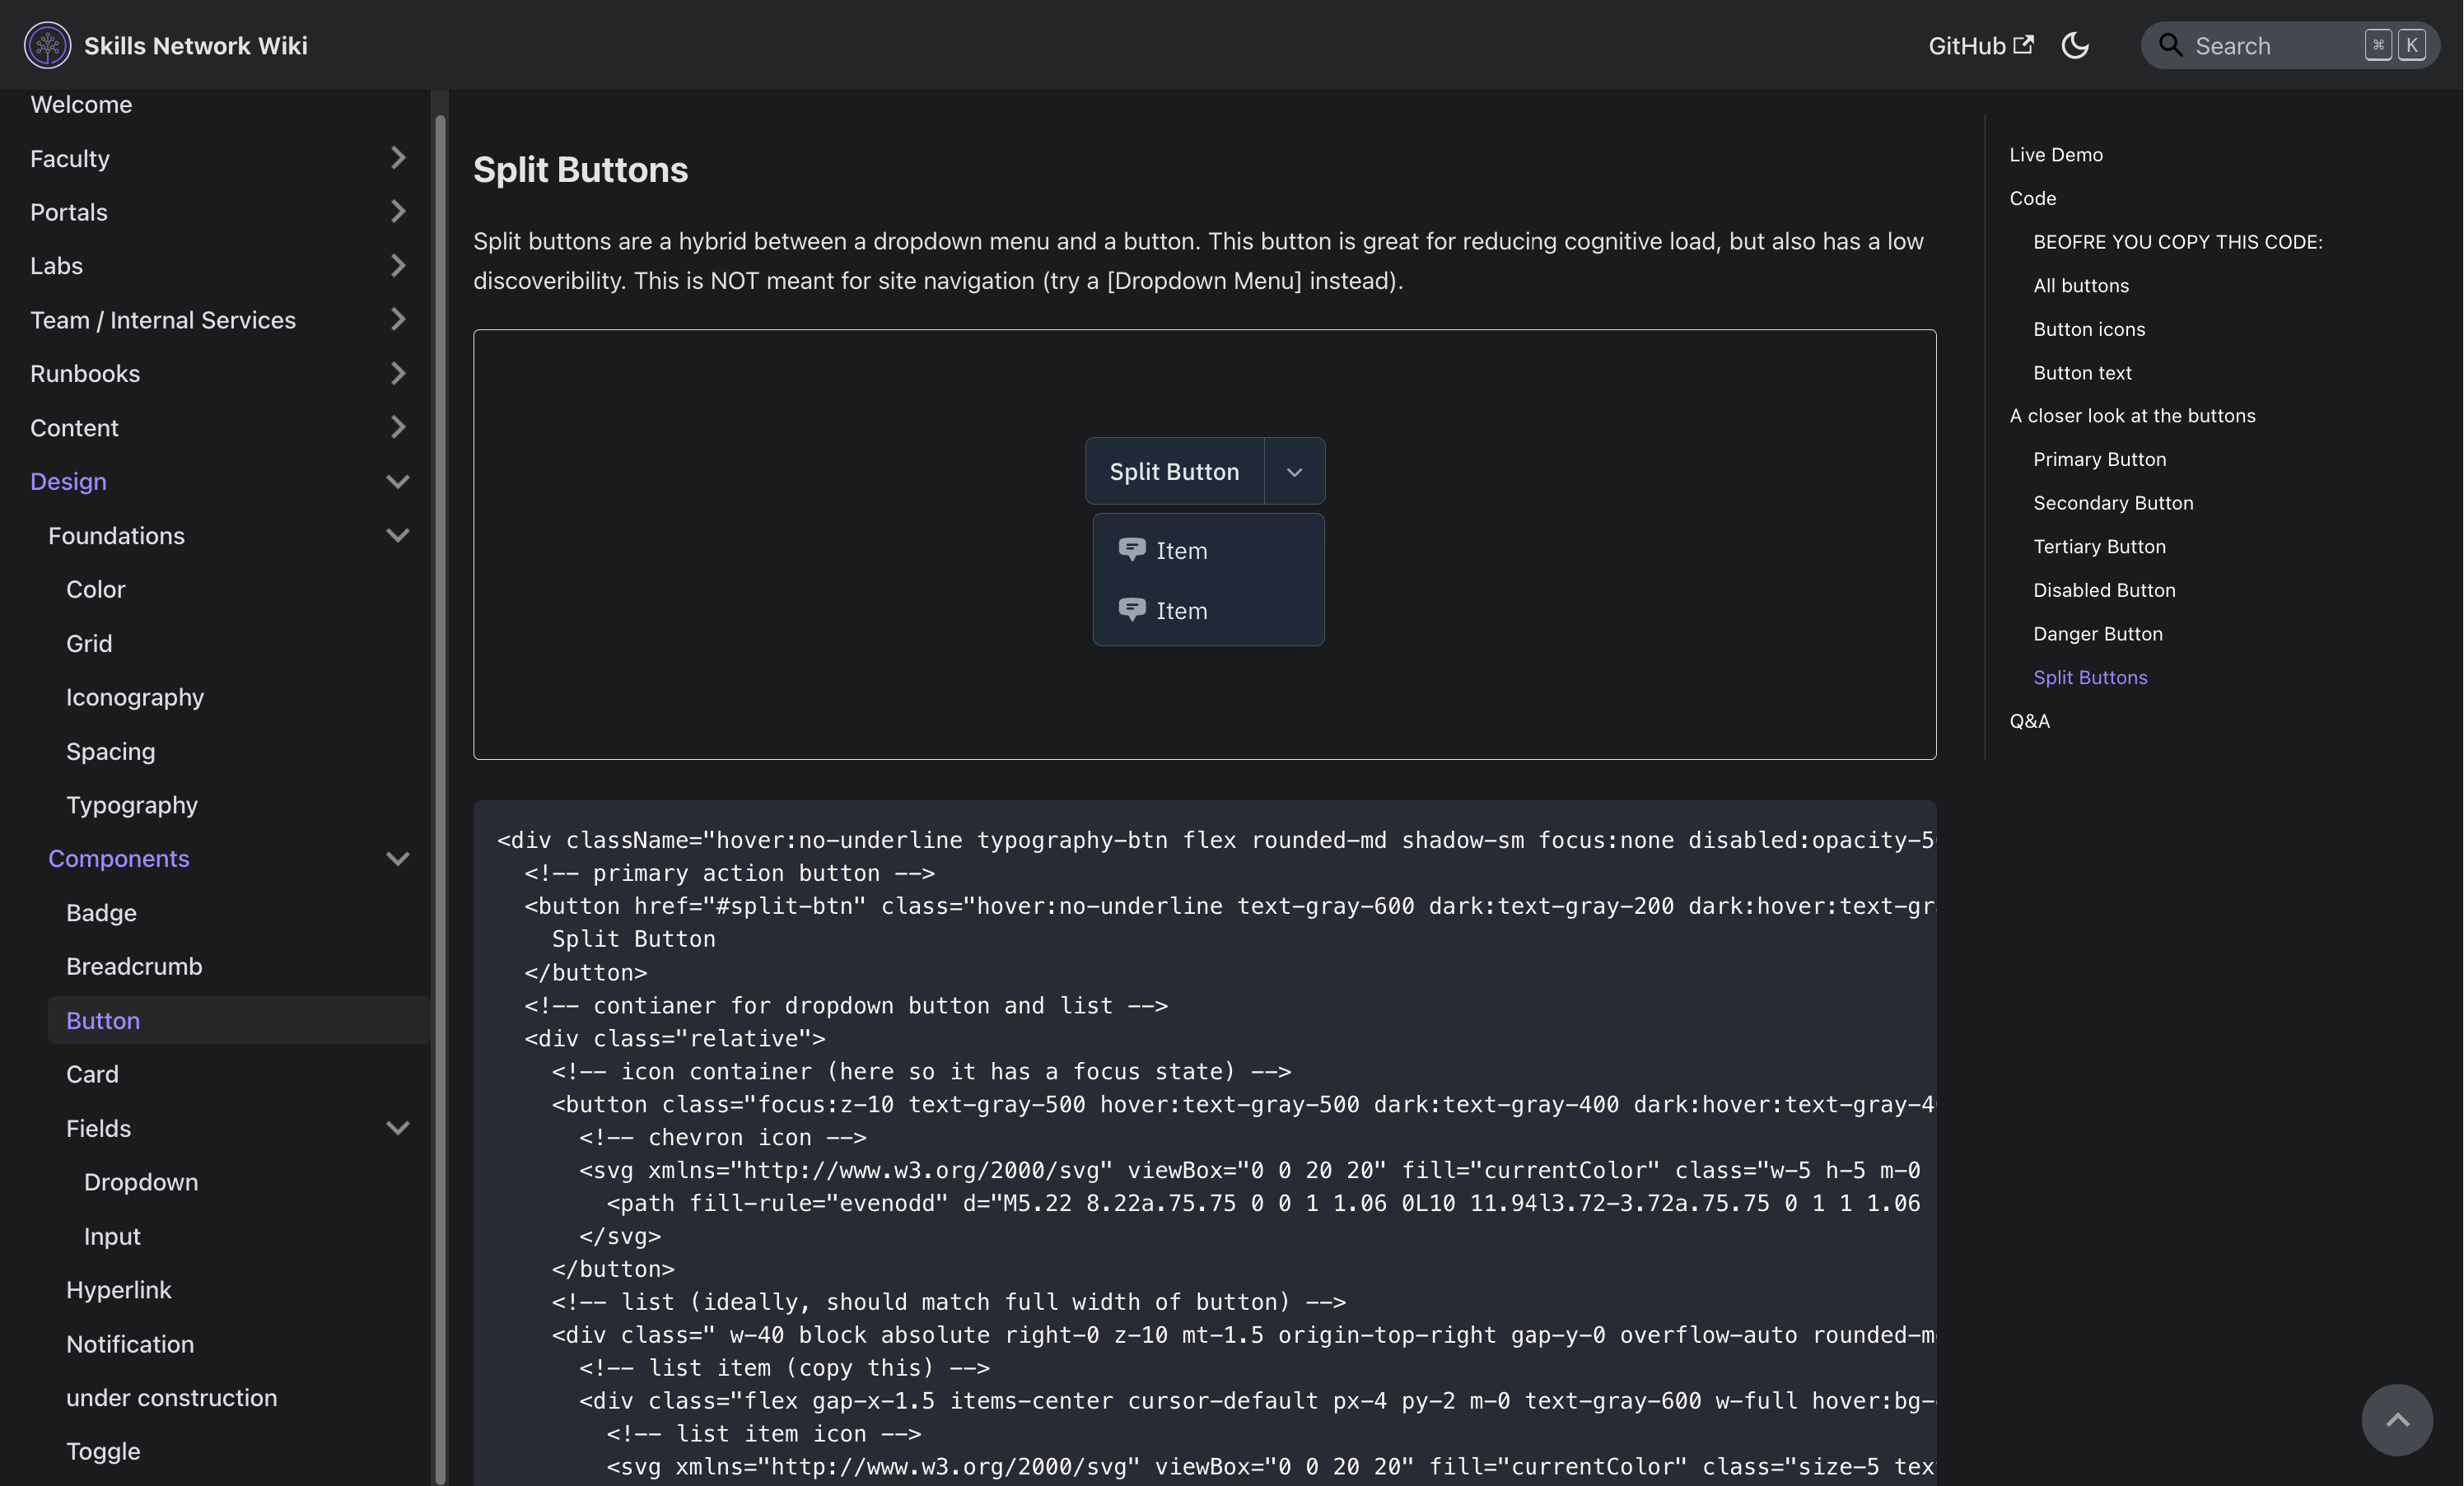 Skills Network Wiki
GitHub
Search
⌘ K
Welcome
Faculty
Portals
Labs
Team / Internal Services
Runbooks
Content
Design
Foundations
Color
Grid
Iconography
Spacing
Typography
Components
Badge
Breadcrumb
Button
Card
Fields
Dropdown
Input
Hyperlink
Notification
under construction
Toggle
Split Buttons
Split buttons are a hybrid between a dropdown menu and a button. This button is great for reducing cognitive load, but also has a low
discoveribility. This is NOT meant for site navigation (try a [Dropdown Menu] instead).
Split Button
Item
Item
<div className="hover:no-underline typography-btn flex rounded-md shadow-sm focus:none disabled:opacity-5
<!-- primary action button -->
<button href="#split-btn" class="hover:no-underline text-gray-600 dark:text-gray-200 dark:hover:text-gr
Split Button
</button>
<!-- contianer for dropdown button and list -->
<div class="relative">
<!-- icon container (here so it has a focus state) -->
<button class="focus:z-10 text-gray-500 hover:text-gray-500 dark:text-gray-400 dark:hover:text-gray-4
<!-- chevron icon -->
<svg xmlns="http://www.w3.org/2000/svg" viewBox="0 0 20 20" fill="currentColor" class="w-5 h-5 m-0
<path fill-rule="evenodd" d="M5.22 8.22a.75.75 0 0 1 1.06 0L10 11.94l3.72-3.72a.75.75 0 1 1 1.06
</svg>
</button>
<!-- list (ideally, should match full width of button) -->
<div class=" w-40 block absolute right-0 z-10 mt-1.5 origin-top-right gap-y-0 overflow-auto rounded-m
<!-- list item (copy this) -->
<div class="flex gap-x-1.5 items-center cursor-default px-4 py-2 m-0 text-gray-600 w-full hover:bg-
<!-- list item icon -->
<svg xmlns="http://www.w3.org/2000/svg" viewBox="0 0 20 20" fill="currentColor" class="size-5 tex
Live Demo
Code
BEOFRE YOU COPY THIS CODE:
All buttons
Button icons
Button text
A closer look at the buttons
Primary Button
Secondary Button
Tertiary Button
Disabled Button
Danger Button
Split Buttons
Q&A